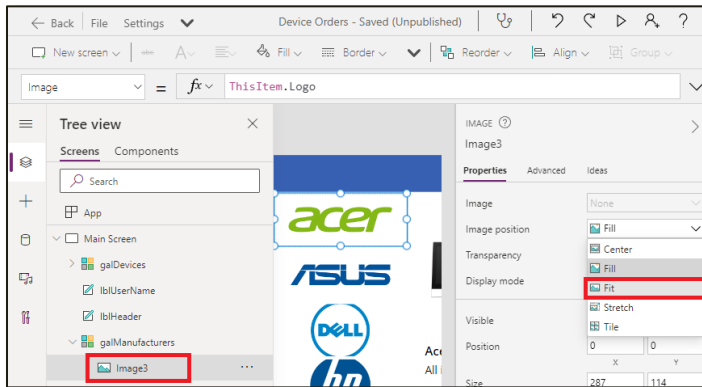 Back File Settings Device Orders - Saved (Unpublished) ?
New screen abc A Fill Border Reorder Align Group
Image = fx ThisItem.Logo
Tree view
Screens Components
Search
App
Main Screen
galDevices
lblUserName
lblHeader
galManufacturers
Image3 ...
acer
ASUS
DELL
hp
Ace
All i
IMAGE ?
Image3
Properties Advanced Ideas
Image None
Image position Fill
Center
Transparency Fill
Display mode Fit
Stretch
Visible Tile
Position 0 0
X Y
Size 287 114